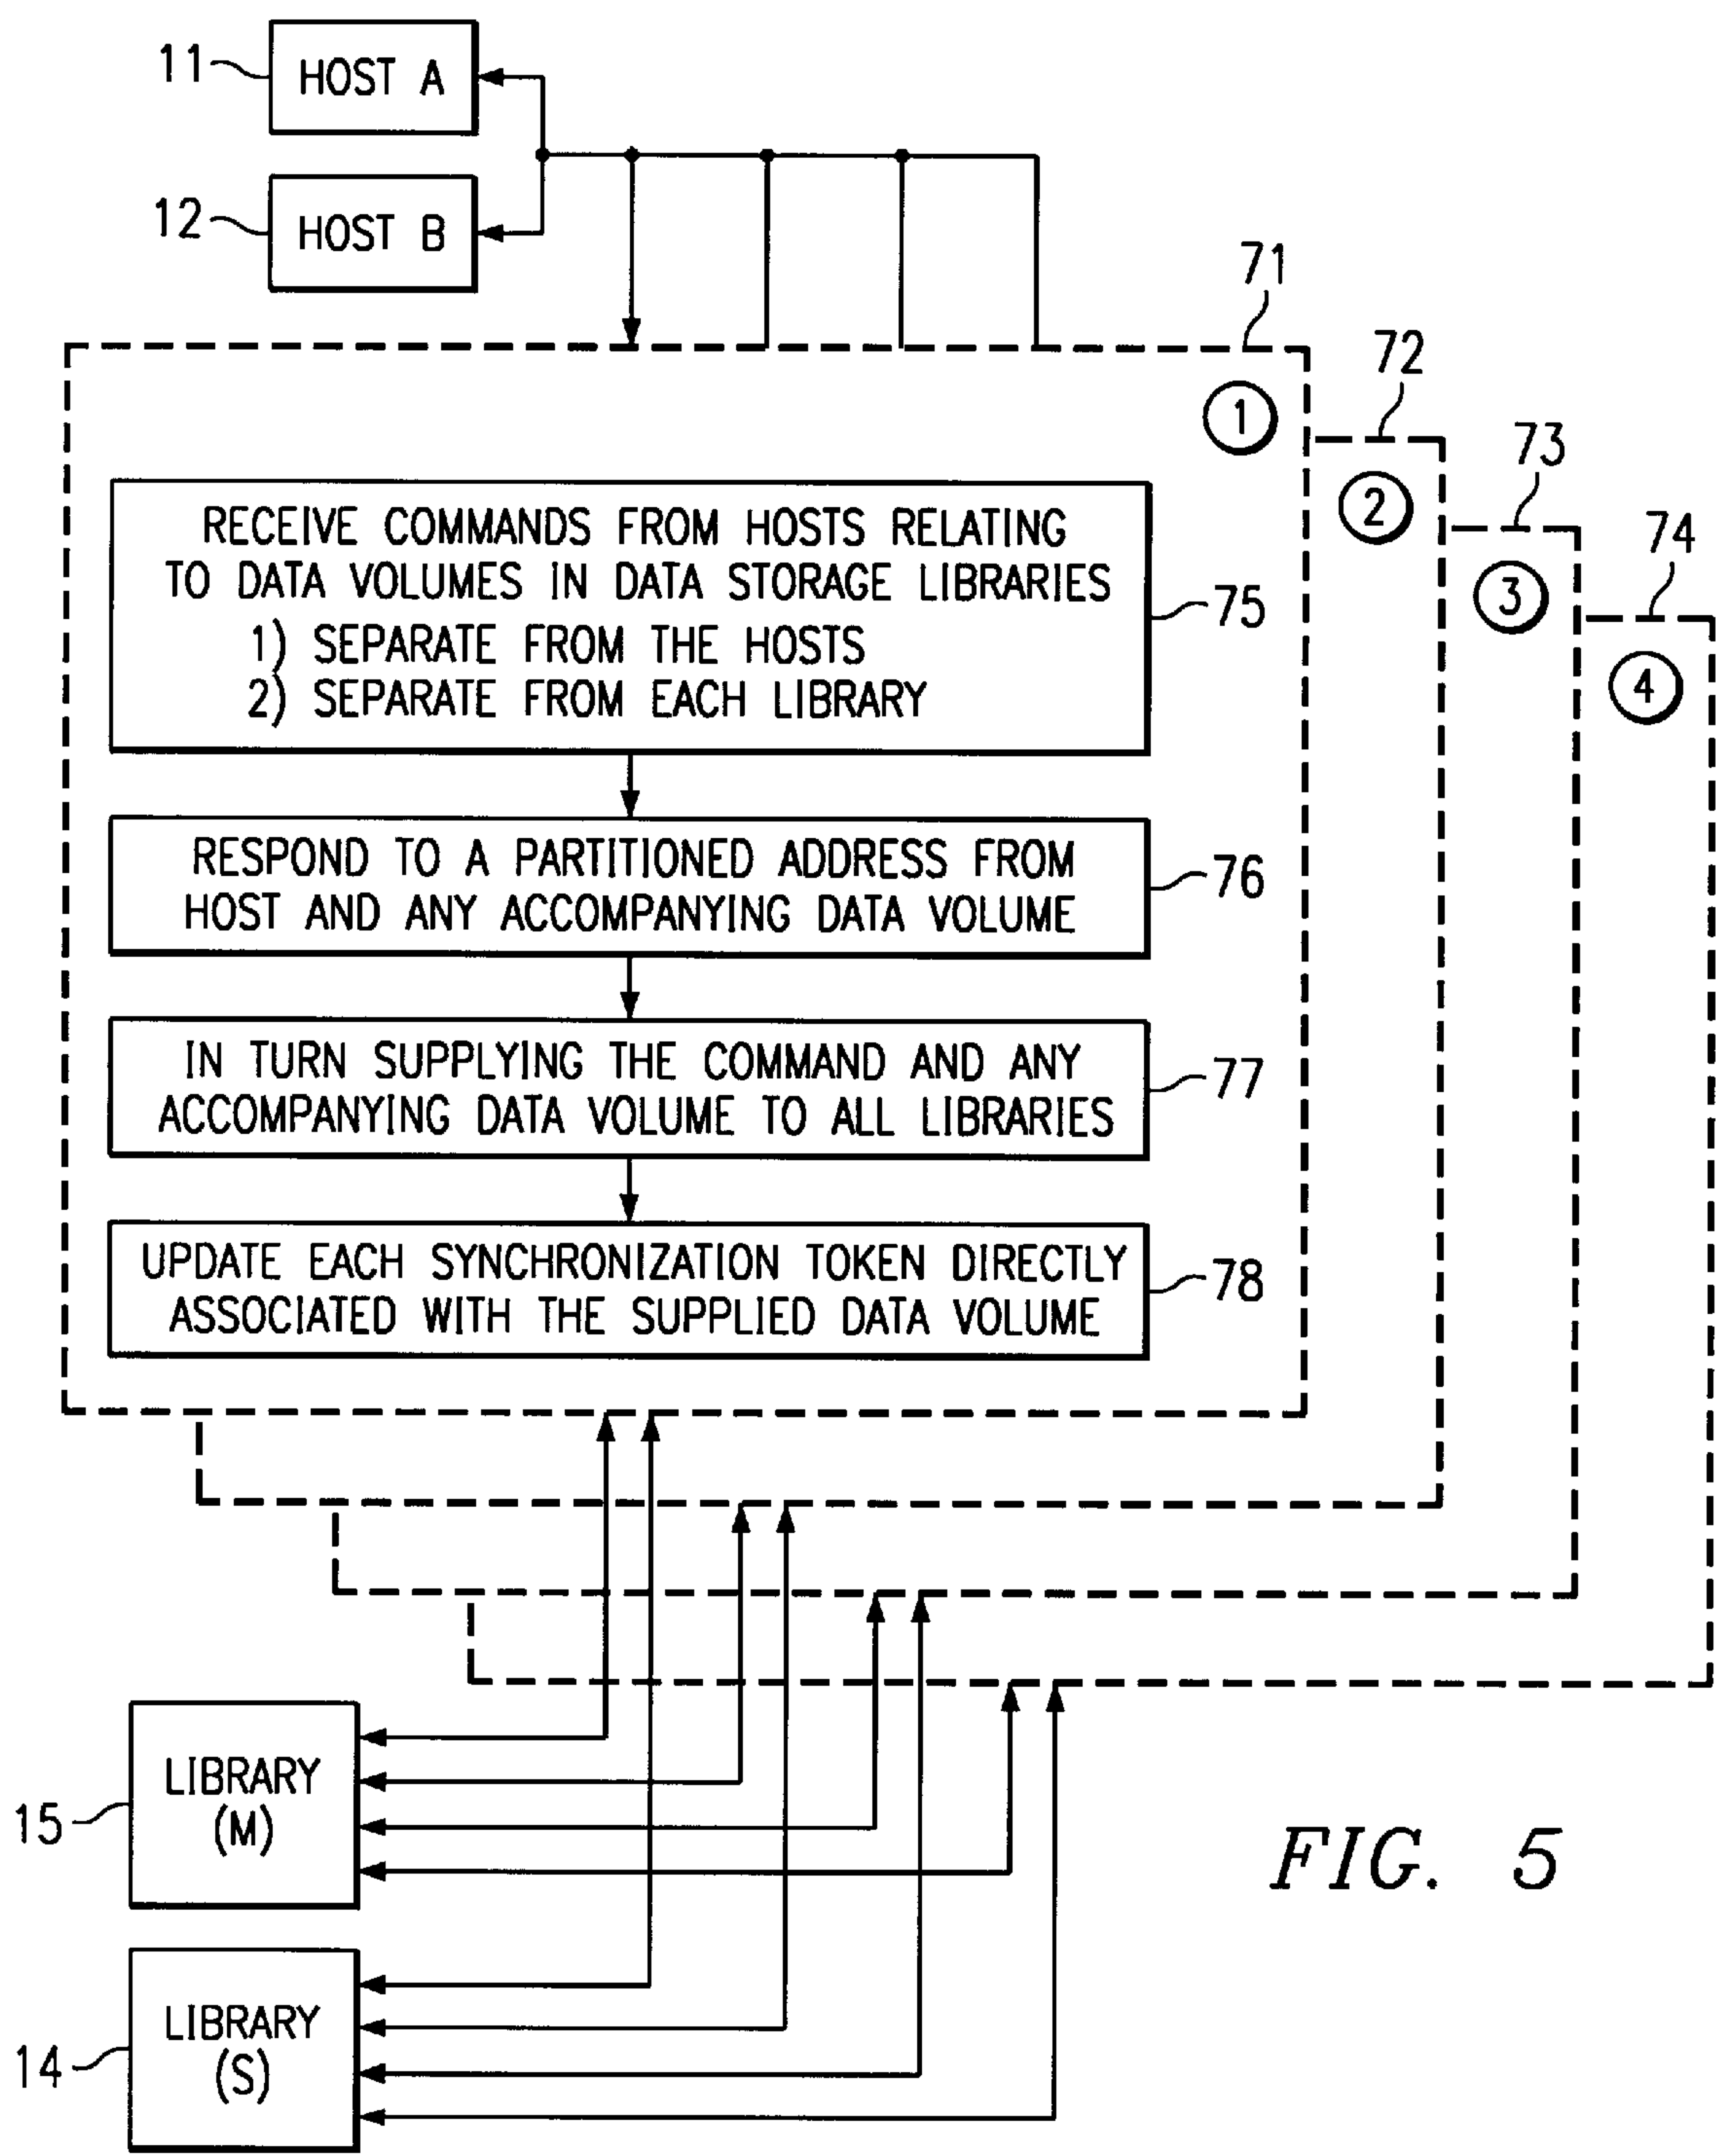 11
HOST A
12
HOST B
71
1
72
2
73
3
74
4
RECEIVE COMMANDS FROM HOSTS RELATING
TO DATA VOLUMES IN DATA STORAGE LIBRARIES
1) SEPARATE FROM THE HOSTS
2) SEPARATE FROM EACH LIBRARY
75
RESPOND TO A PARTITIONED ADDRESS FROM
HOST AND ANY ACCOMPANYING DATA VOLUME
76
IN TURN SUPPLYING THE COMMAND AND ANY
ACCOMPANYING DATA VOLUME TO ALL LIBRARIES
77
UPDATE EACH SYNCHRONIZATION TOKEN DIRECTLY
ASSOCIATED WITH THE SUPPLIED DATA VOLUME
78
15
LIBRARY
(M)
14
LIBRARY
(S)
FIG. 5